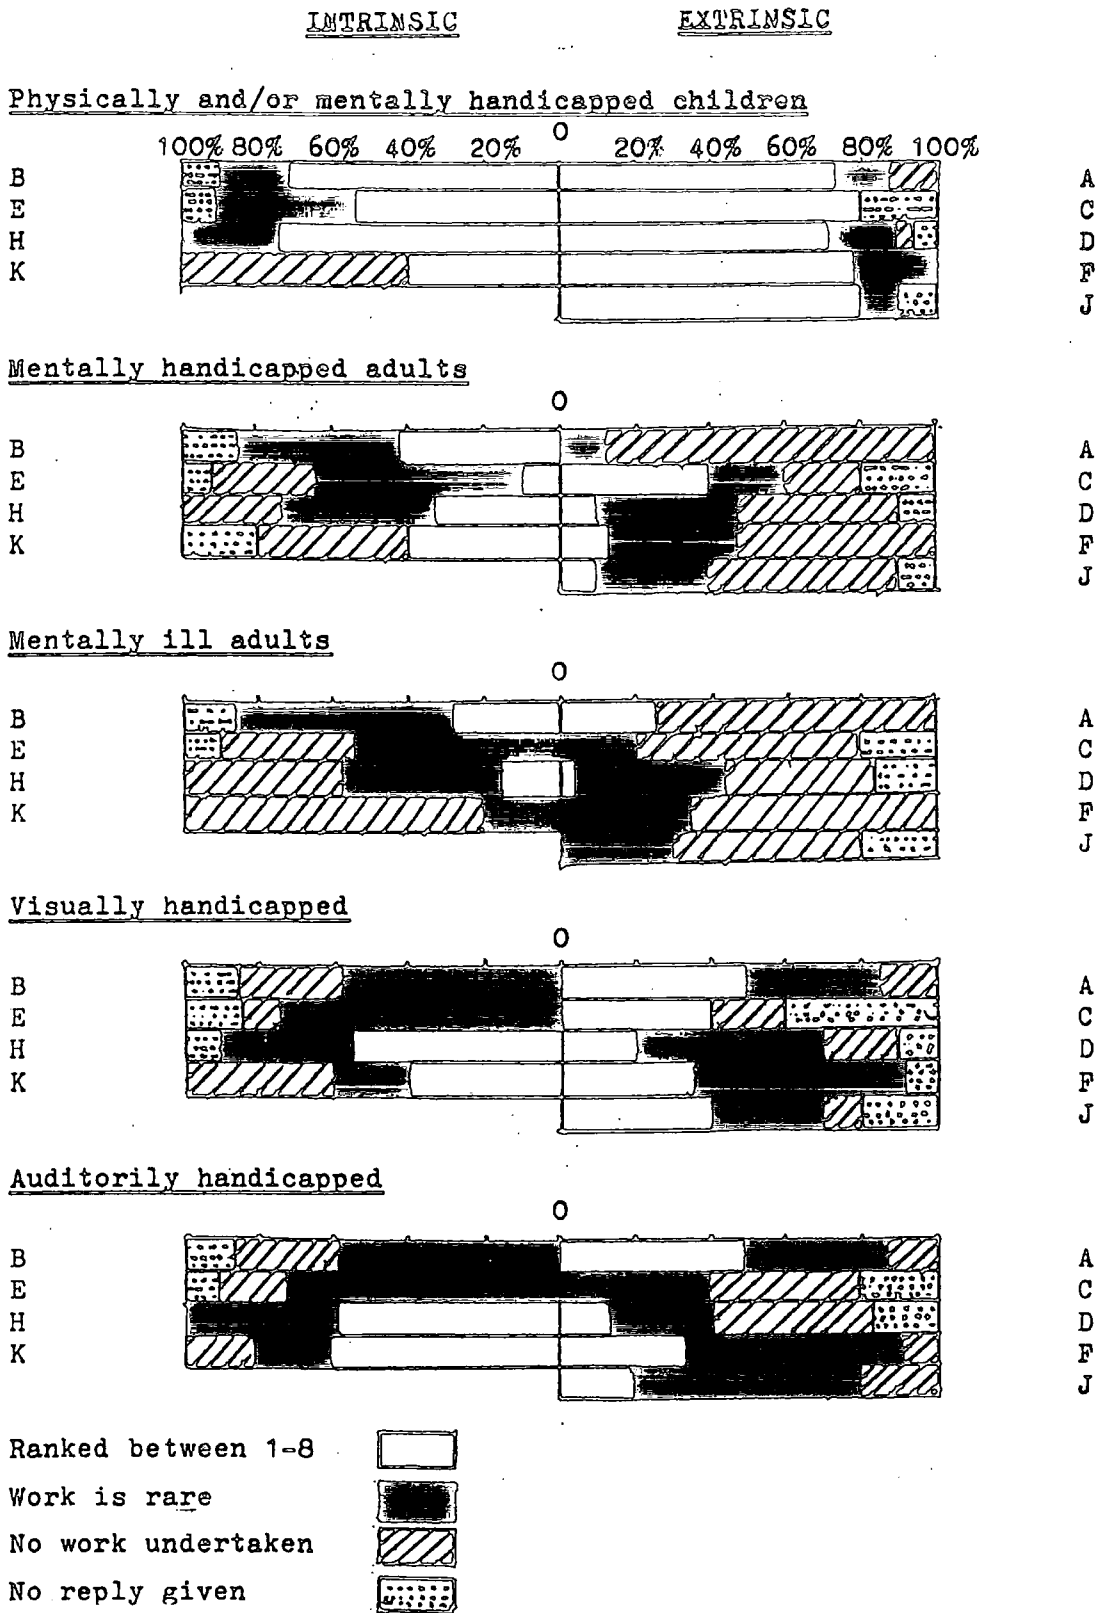 INTRINSIC EXTRINSIC
Physically and/or mentally handicapped children
0
100% 80% 60% 40% 20% 20% 40% 60% 80% 100%
B A
E C
H D
K F
J
Mentally handicapped adults
0
B A
E C
H D
K F
J
Mentally ill adults
0
B A
E C
H D
K F
J
Visually handicapped
0
B A
E C
H D
K F
J
Auditorily handicapped
0
B A
E C
H D
K F
J
Ranked between 1-8
Work is rare
No work undertaken
No reply given